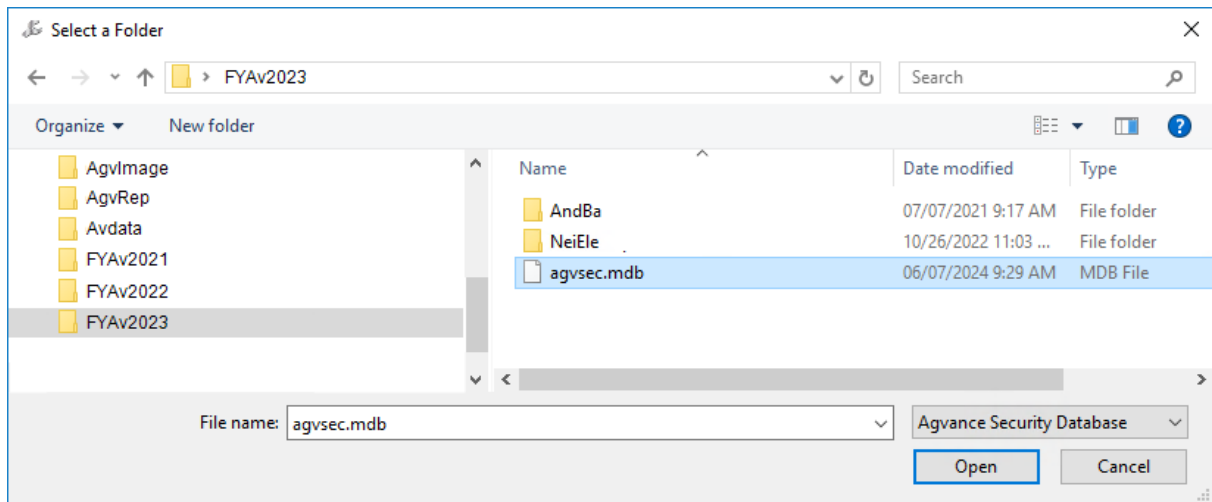 Select a Folder
FYAv2023
Search
Organize New folder
AgvImage
AgvRep
Avdata
FYAv2021
FYAv2022
FYAv2023
Name Date modified Type
AndBa 07/07/2021 9:17 AM File folder
NeiEle 10/26/2022 11:03 ... File folder
agvsec.mdb 06/07/2024 9:29 AM MDB File
File name: agvsec.mdb Agvance Security Database
Open Cancel